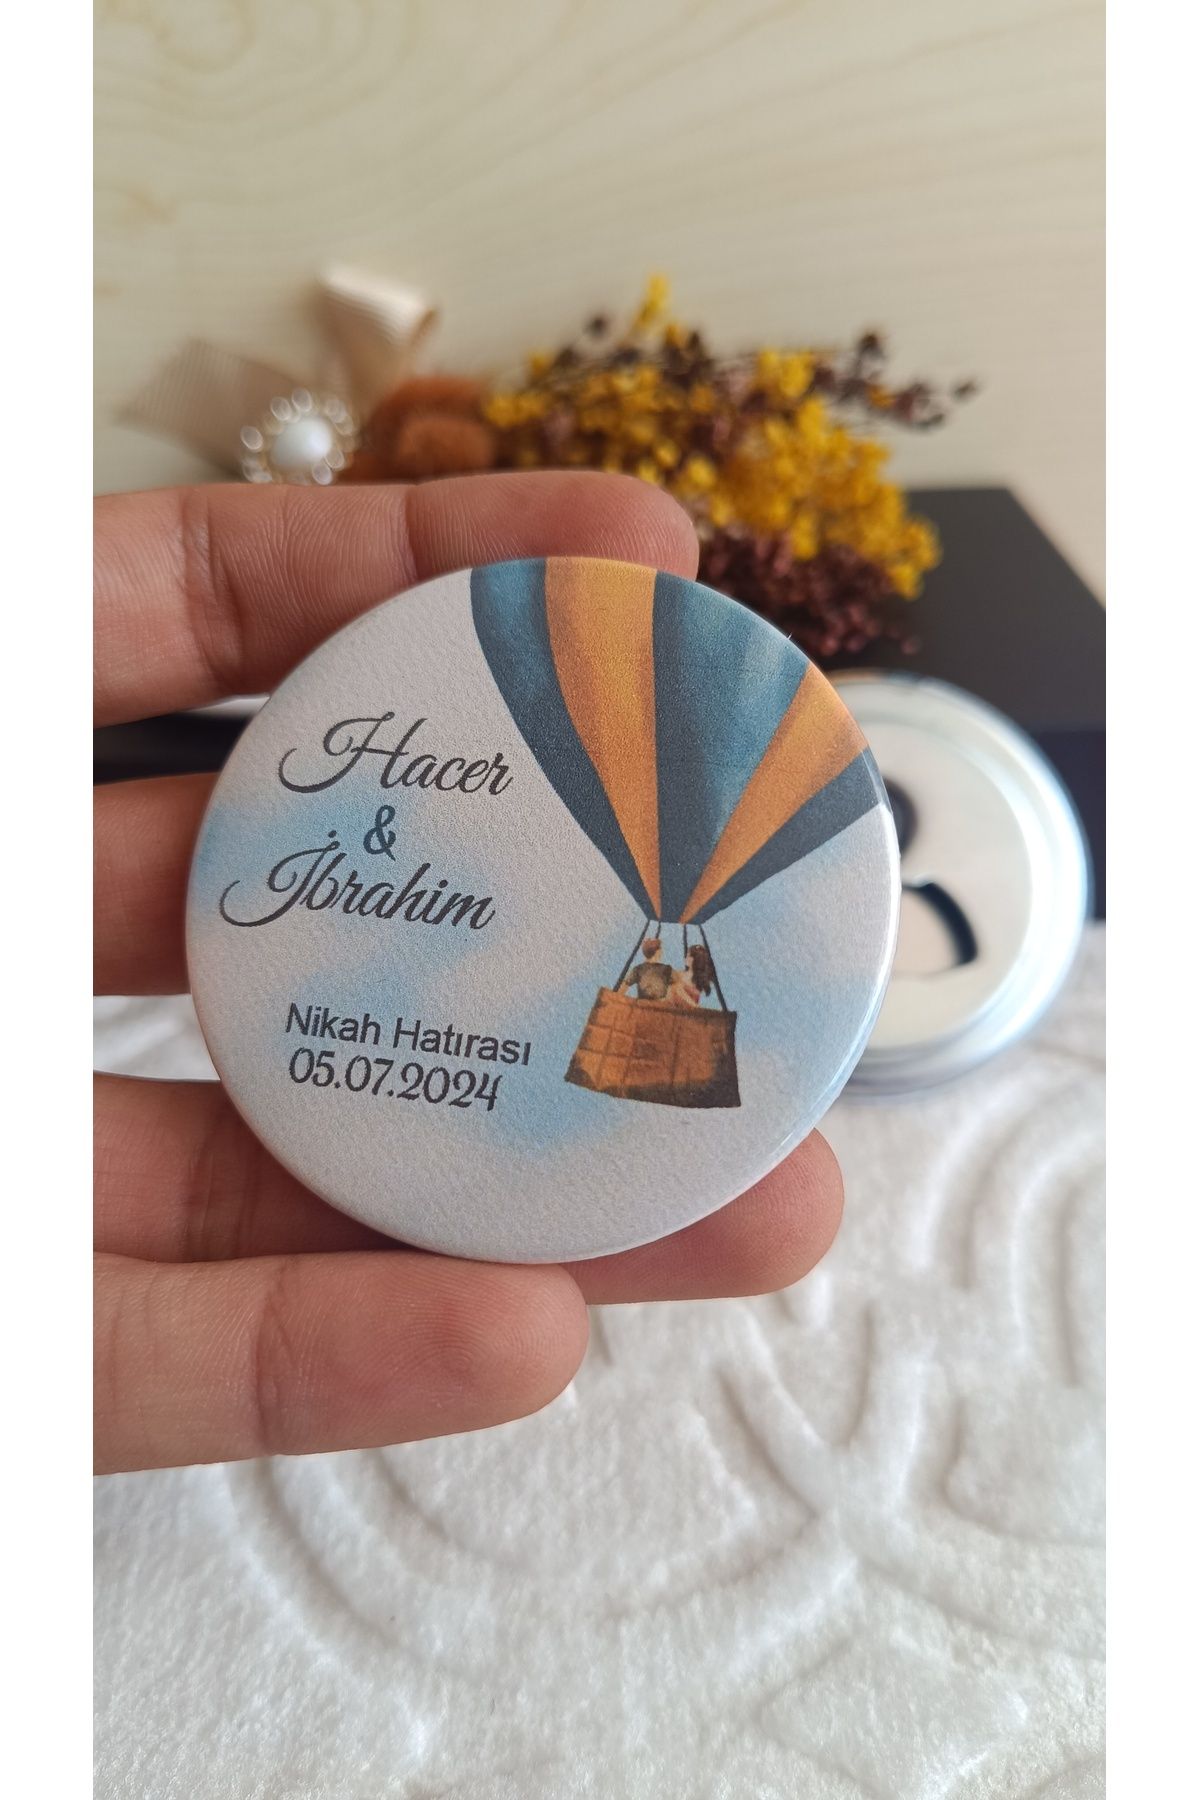 Hacer
&
İbrahim
Nikah Hatırası
05.07.2024